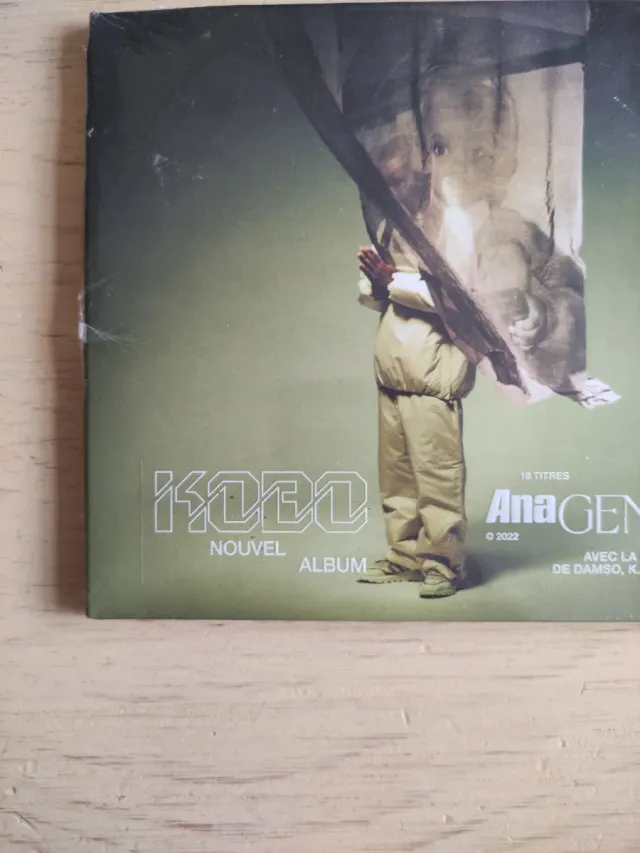 KOBO
NOUVEL
ALBUM
18 TITRES
AnaGEN
© 2022
AVEC LA
DE DAMSO, K.